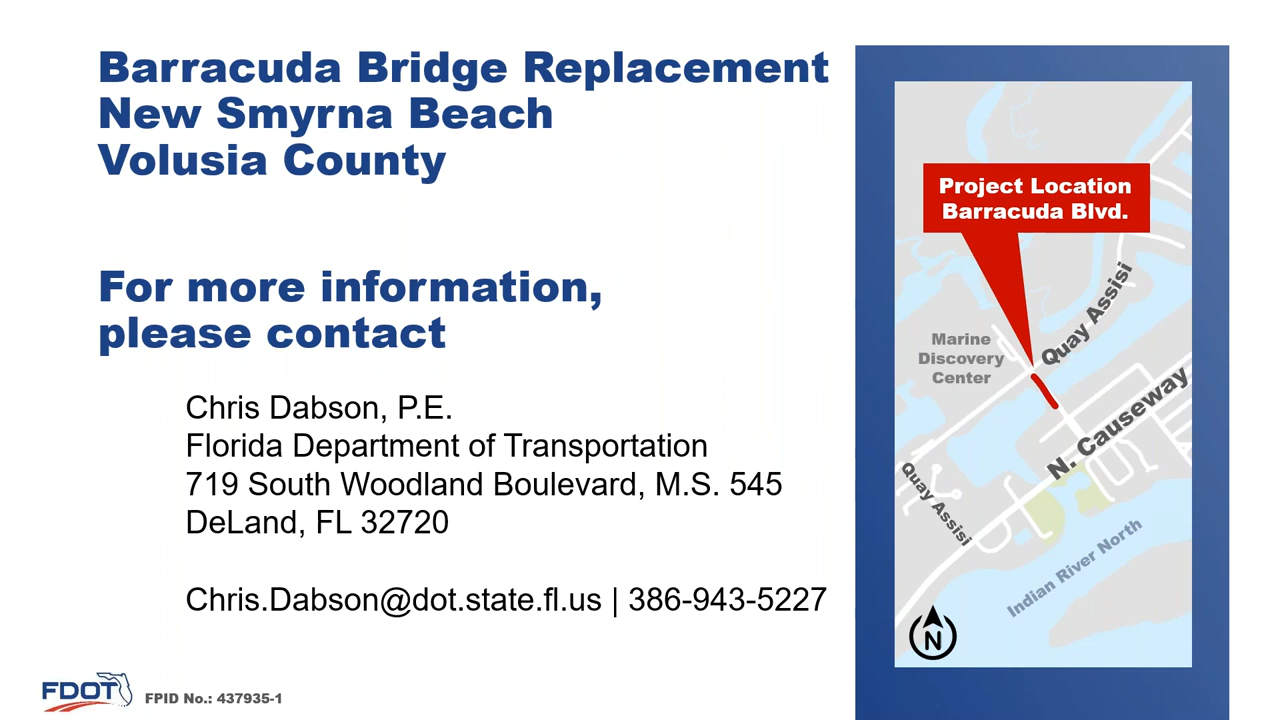 Barracuda Bridge Replacement
New Smyrna Beach
Volusia County
For more information,
please contact
Chris Dabson, P.E.
Florida Department of Transportation
719 South Woodland Boulevard, M.S. 545
DeLand, FL 32720
Chris.Dabson@dot.state.fl.us | 386-943-5227
FDOT
FPID No.: 437935-1
Project Location
Barracuda Blvd.
Quay Assisi
Marine
Discovery
Center
N. Causeway
Quay Assisi
Indian River North
N